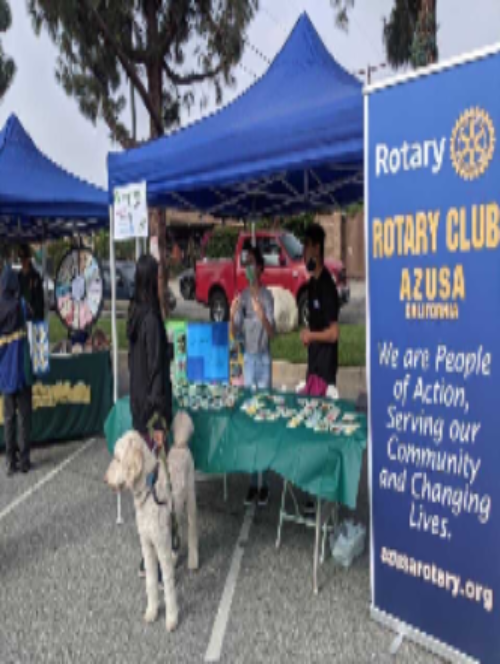 Rotary
ROTARY CLUB
AZUSA
CALIFORNIA
We are People
of Action,
Serving our
Community
and Changing
Lives.
azusarotary.org